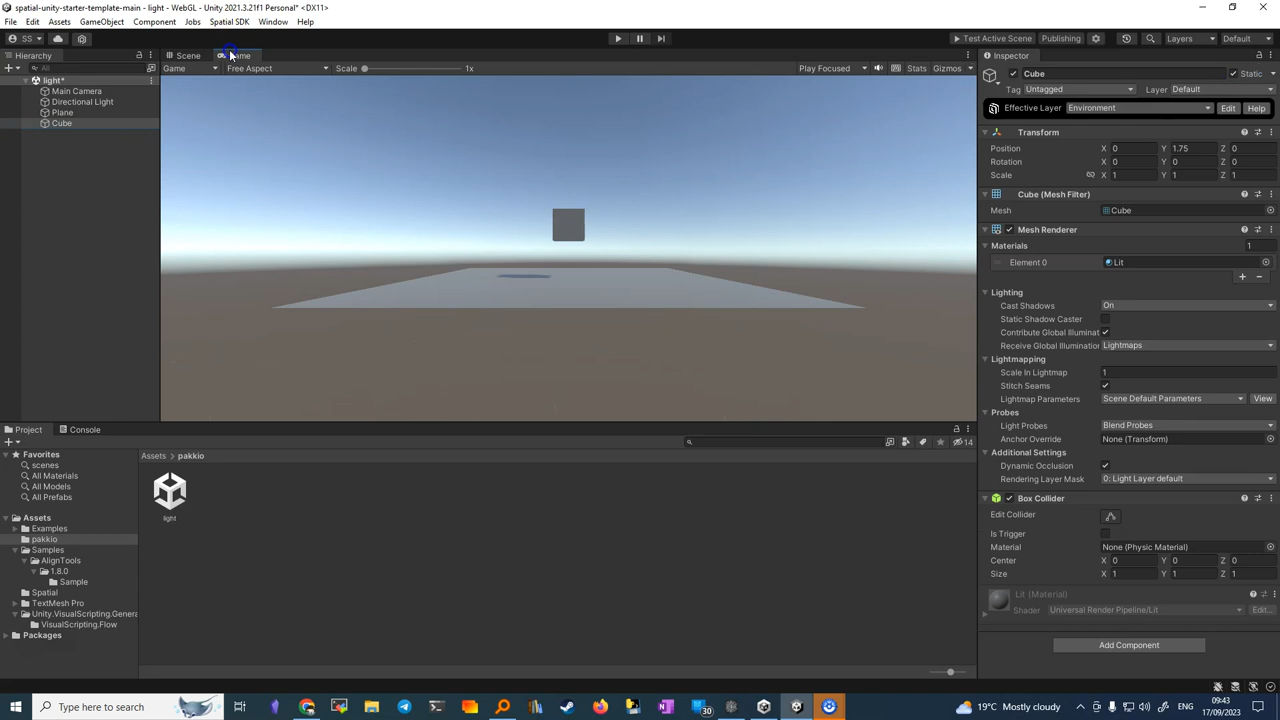 spatial-unity-starter-template-main - light - WebGL - Unity 2021.3.21f1 Personal* <DX11>
File Edit Assets GameObject Component Jobs Spatial SDK Window Help
SS Test Active Scene Publishing Layers Default
Hierarchy Scene Inspector
All Game Free Aspect Scale 1x Play Focused Stats Gizmos
Cube Static
light*
Main Camera
Directional Light
Plane
Cube
Tag Untagged Layer Default
Effective Layer Environment Edit Help
Transform
Position X 0 Y 1.75 Z 0
Rotation X 0 Y 0 Z 0
Scale X 1 Y 1 Z 1
Cube (Mesh Filter)
Mesh Cube
Mesh Renderer
Materials 1
Element 0 Lit
Lighting
Cast Shadows On
Static Shadow Caster
Contribute Global Illuminat
Receive Global Illumination Lightmaps
Lightmapping
Scale In Lightmap 1
Stitch Seams
Lightmap Parameters Scene Default Parameters View
Probes
Light Probes Blend Probes
Anchor Override None (Transform)
Additional Settings
Dynamic Occlusion
Rendering Layer Mask 0: Light Layer default
Box Collider
Edit Collider
Is Trigger
Material None (Physic Material)
Center X 0 Y 0 Z 0
Size X 1 Y 1 Z 1
Lit (Material)
Shader Universal Render Pipeline/Lit Edit...
Add Component
Project Console
14
Favorites
scenes
All Materials
All Models
All Prefabs
Assets
Examples
pakkio
Samples
AlignTools
1.8.0
Sample
Spatial
TextMesh Pro
Unity.VisualScripting.Genera
VisualScripting.Flow
Packages
Assets pakkio
light
Type here to search
30
19°C Mostly cloudy
09:43
17/09/2023